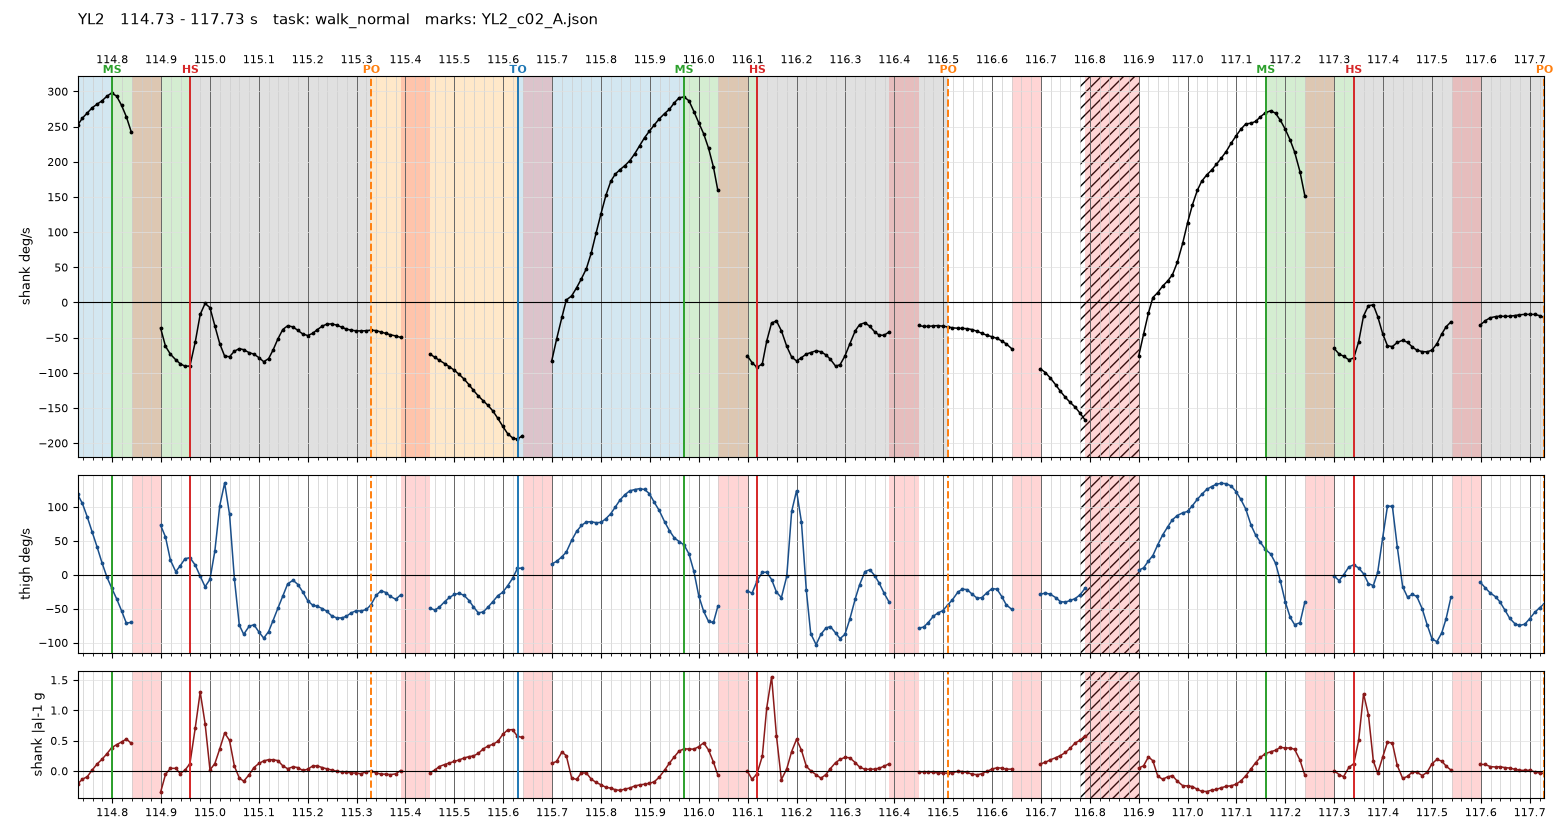 YL2   114.73 - 117.73 s   task: walk_normal   marks: YL2_c02_A.json
114.8 114.9 115.0 115.1 115.2 115.3 115.4 115.5 115.6 115.7 115.8 115.9 116.0 116.1 116.2 116.3 116.4 116.5 116.6 116.7 116.8 116.9 117.0 117.1 117.2 117.3 117.4 117.5 117.6 117.7
MS HS PO TO MS HS PO MS HS PO
shank deg/s
300
250
200
150
100
50
0
−50
−100
−150
−200
thigh deg/s
100
50
0
−50
−100
shank |a|-1 g
1.5
1.0
0.5
0.0
114.8 114.9 115.0 115.1 115.2 115.3 115.4 115.5 115.6 115.7 115.8 115.9 116.0 116.1 116.2 116.3 116.4 116.5 116.6 116.7 116.8 116.9 117.0 117.1 117.2 117.3 117.4 117.5 117.6 117.7